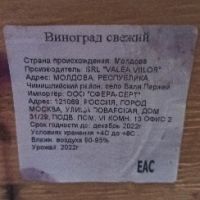 Виноград свежий
Страна происхождения: Молдова
Производитель: SRL "VALEA VIILOR"
Адрес: МОЛДОВА, РЕСПУБЛИКА,
Чимишлийский район, село Валя Пержей
Импортер: ООО "СФЕРА-СЕРТ"
Адрес: 121069, РОССИЯ, ГОРОД
МОСКВА, УЛИЦА ПОВАРСКАЯ, ДОМ
31/29, ПОДВ. ПОМ. VI КОМН. 13 ОФИС 2
Срок годности до: декабрь 2022г
Условия хранения +4С до +8С
Влажн. воздуха 90-95%
Урожай: 2022г.
ЕАС